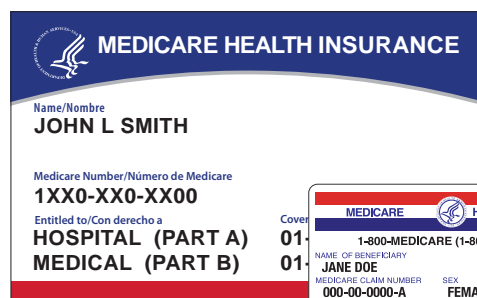 MEDICARE HEALTH INSURANCE
Name/Nombre
JOHN L SMITH
Medicare Number/Número de Medicare
1XX0-XX0-XX00
Entitled to/Con derecho a Cover
HOSPITAL (PART A) 01-
MEDICAL (PART B) 01-
MEDICARE H
1-800-MEDICARE (1-80
NAME OF BENEFICIARY
JANE DOE
MEDICARE CLAIM NUMBER SEX
000-00-0000-A FEMA